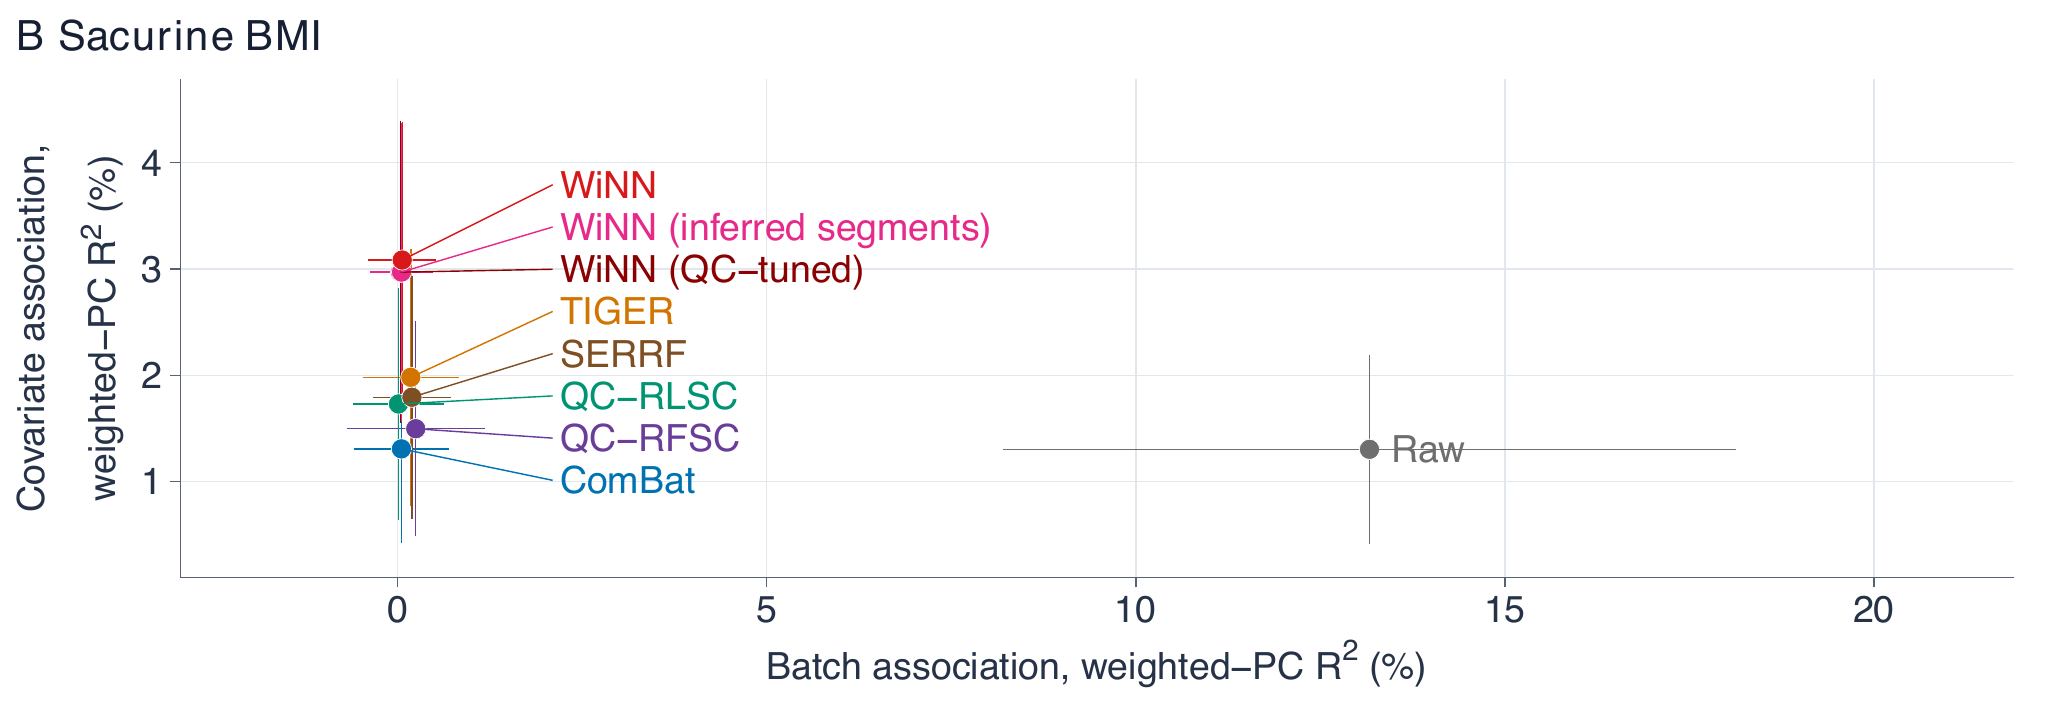 B Sacurine BMI
Covariate association,
weighted−PC R² (%)
4
3
2
1
WiNN
WiNN (inferred segments)
WiNN (QC−tuned)
TIGER
SERRF
QC−RLSC
QC−RFSC
ComBat
Raw
0 5 10 15 20
Batch association, weighted−PC R² (%)